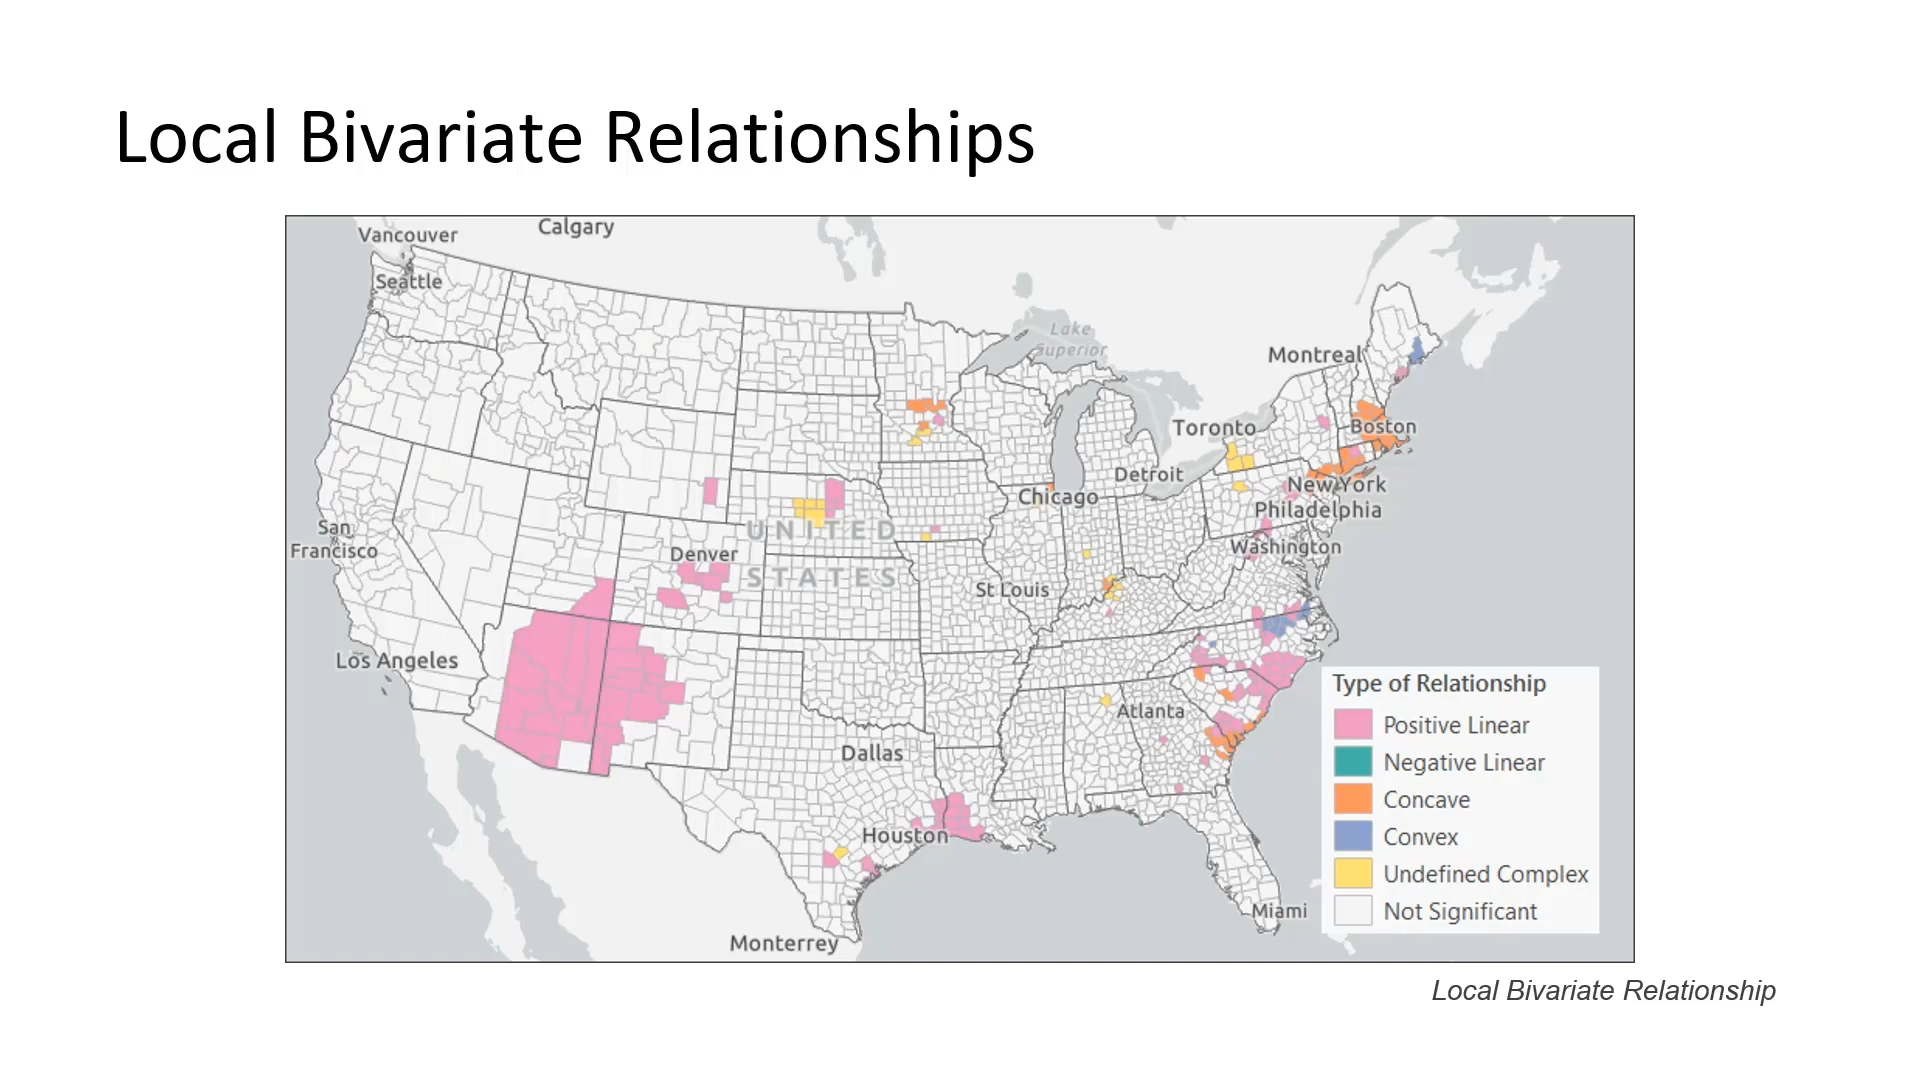 Local Bivariate Relationships
Vancouver
Calgary
Seattle
Lake
Superior
Montreal
Toronto
Boston
Detroit
Chicago
New York
Philadelphia
UNITED
STATES
San
Francisco
Denver
Washington
St Louis
Los Angeles
Atlanta
Dallas
Houston
Miami
Monterrey
Type of Relationship
Positive Linear
Negative Linear
Concave
Convex
Undefined Complex
Not Significant
Local Bivariate Relationship